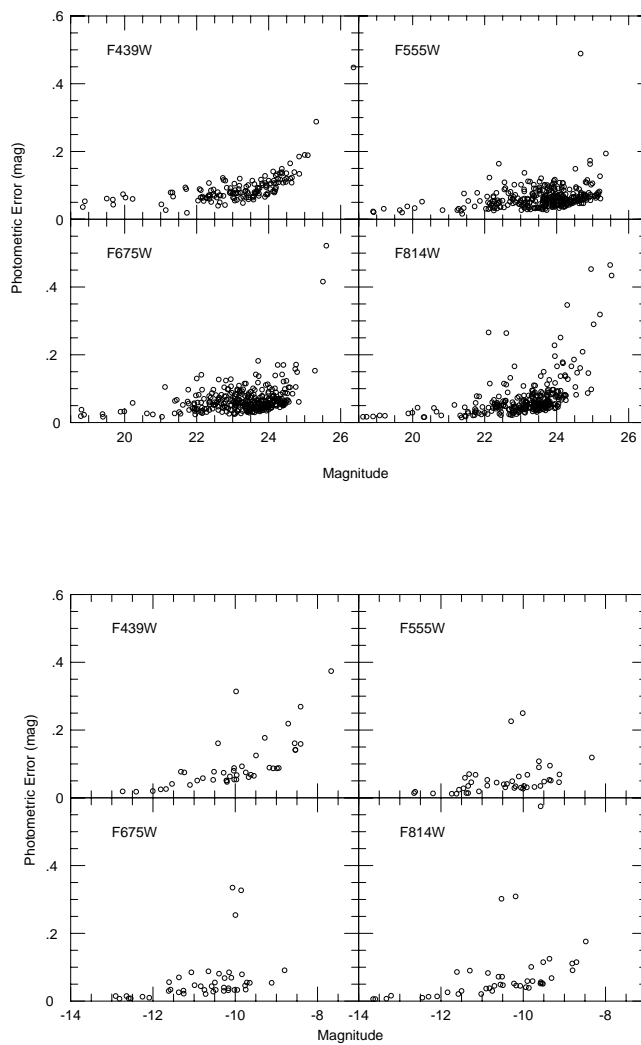 .6
F439W
F555W
.4
.2
0
F675W
F814W
.4
.2
0
20 22 24 26 20 22 24 26
Photometric Error (mag)
Magnitude
.6
F439W
F555W
.4
.2
0
F675W
F814W
.4
.2
0
-14 -12 -10 -8 -14 -12 -10 -8
Photometric Error (mag)
Magnitude